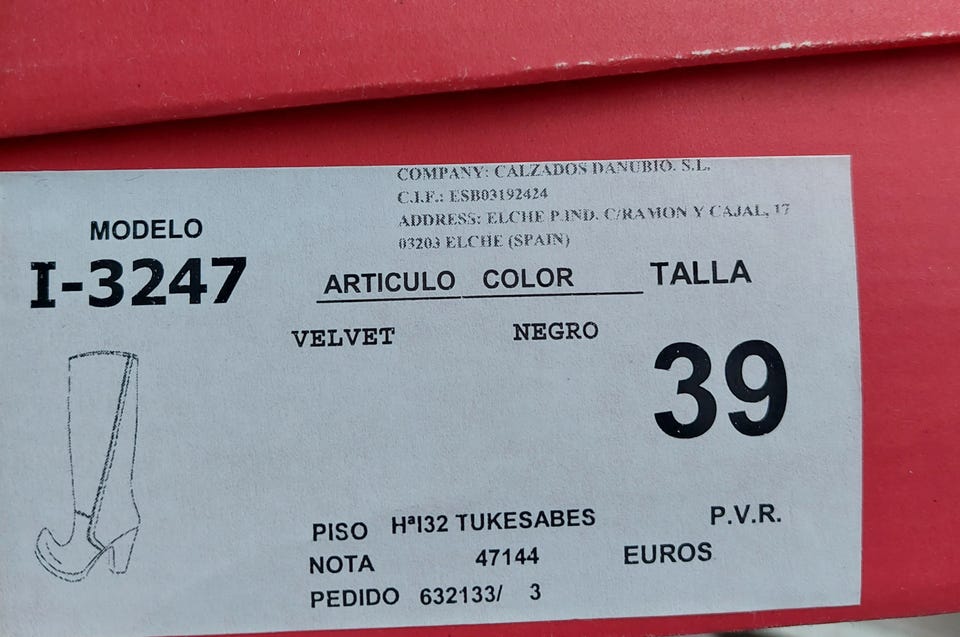 COMPANY: CALZADOS DANUBIO. S.L.
C.I.F.: ESB03192424
ADDRESS: ELCHE P.IND. C/RAMON Y CAJAL, 17
03203 ELCHE (SPAIN)
MODELO
I-3247
ARTICULO COLOR TALLA
VELVET NEGRO
39
PISO HªI32 TUKESABES P.V.R.
NOTA 47144 EUROS
PEDIDO 632133/ 3